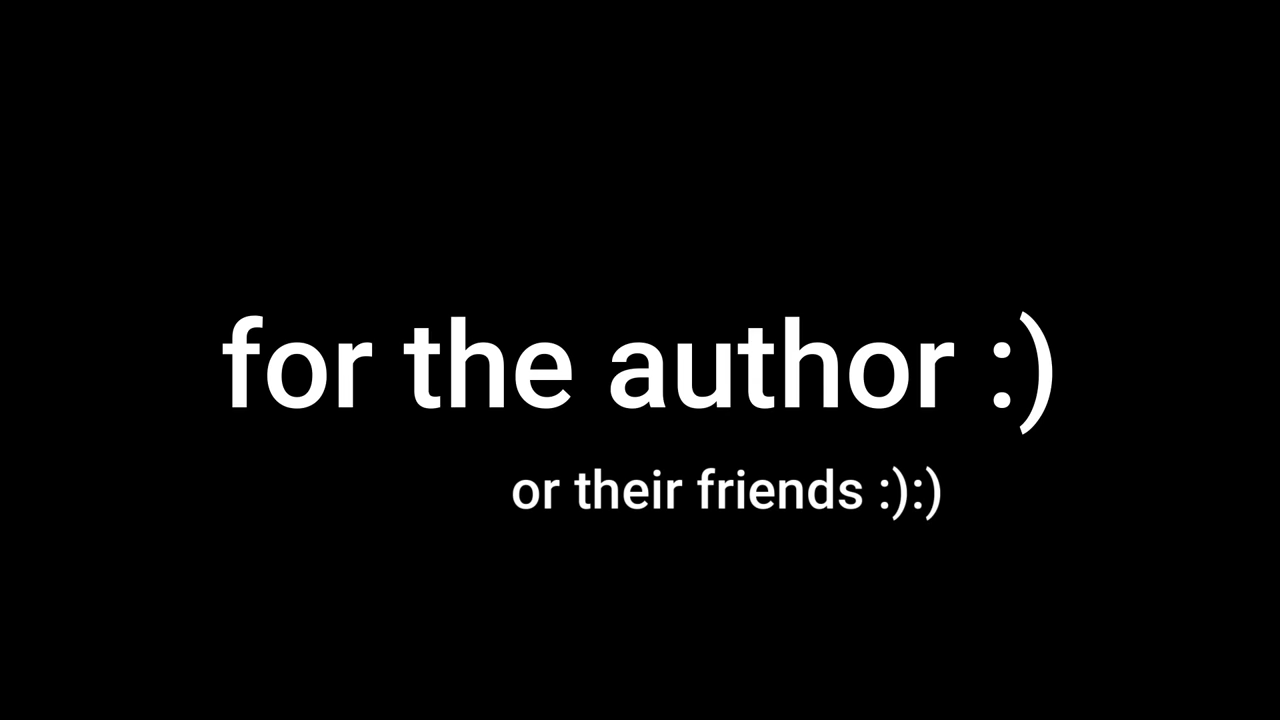 for the author :)
or their friends :):)